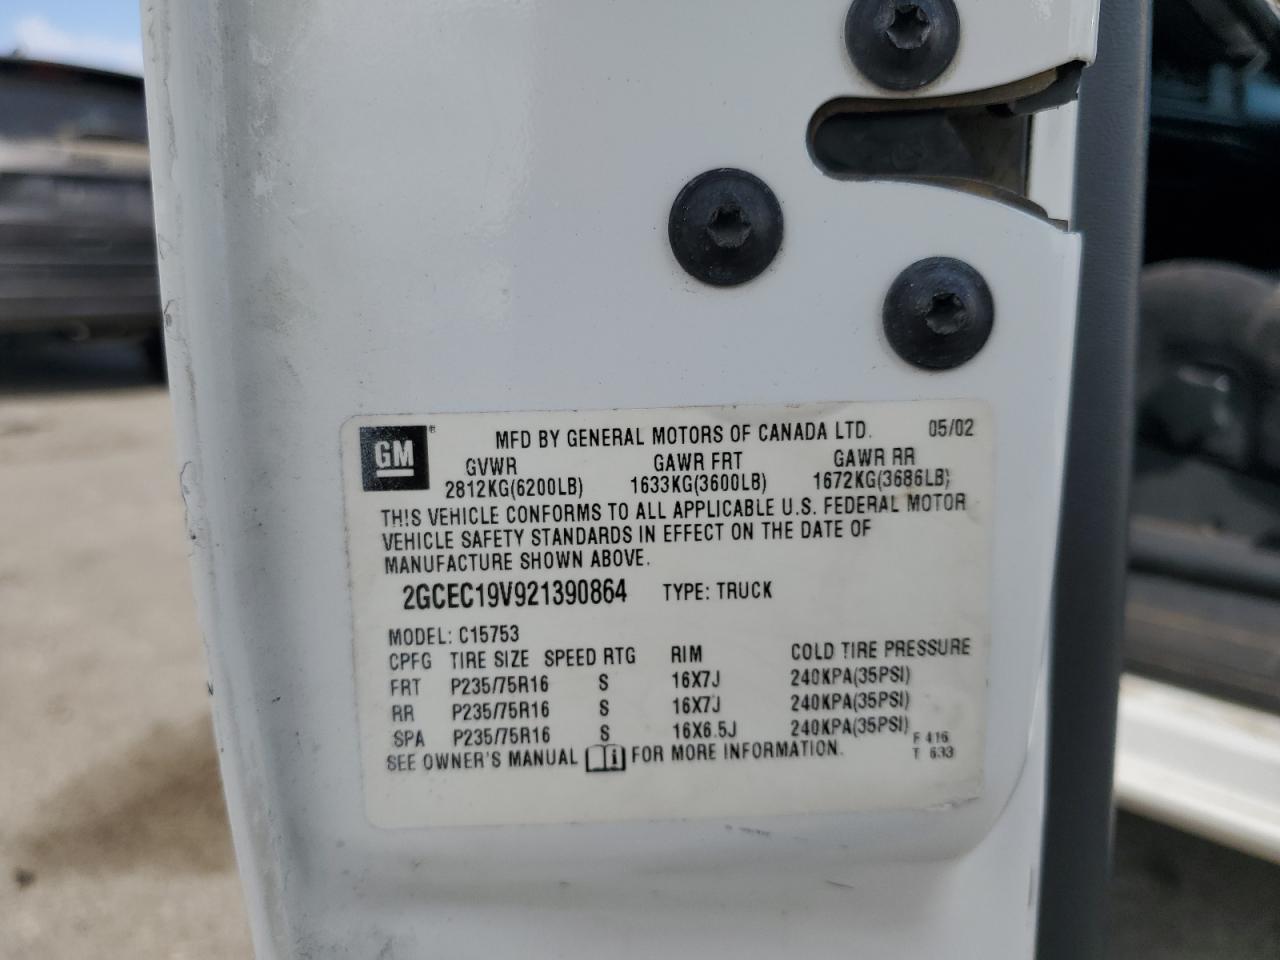 GM® MFD BY GENERAL MOTORS OF CANADA LTD. 05/02
GVWR GAWR FRT GAWR RR
2812KG(6200LB) 1633KG(3600LB) 1672KG(3686LB)
THIS VEHICLE CONFORMS TO ALL APPLICABLE U.S. FEDERAL MOTOR
VEHICLE SAFETY STANDARDS IN EFFECT ON THE DATE OF
MANUFACTURE SHOWN ABOVE.
2GCEC19V921390864 TYPE: TRUCK
MODEL: C15753
CPFG TIRE SIZE SPEED RTG RIM COLD TIRE PRESSURE
FRT P235/75R16 S 16X7J 240KPA(35PSI)
RR P235/75R16 S 16X7J 240KPA(35PSI)
SPA P235/75R16 S 16X6.5J 240KPA(35PSI)
SEE OWNER'S MANUAL i FOR MORE INFORMATION.
F 416
T 633